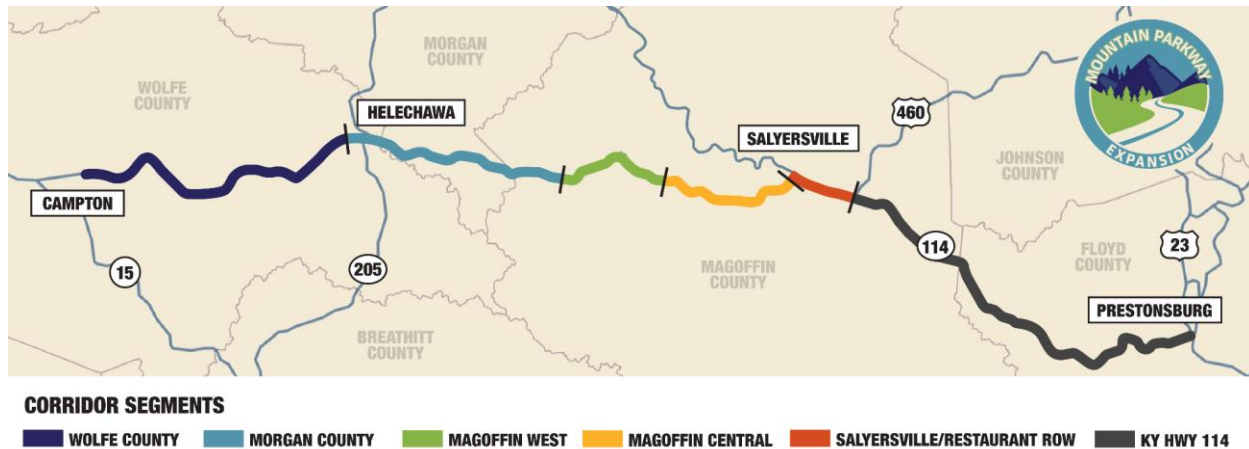 MORGAN
COUNTY
WOLFE
COUNTY
HELECHAWA
SALYERSVILLE
460
MOUNTAIN PARKWAY
EXPANSION
JOHNSON
COUNTY
CAMPTON
15
205
MAGOFFIN
COUNTY
114
FLOYD
COUNTY
23
PRESTONSBURG
BREATHITT
COUNTY
CORRIDOR SEGMENTS
WOLFE COUNTY MORGAN COUNTY MAGOFFIN WEST MAGOFFIN CENTRAL SALYERSVILLE/RESTAURANT ROW KY HWY 114